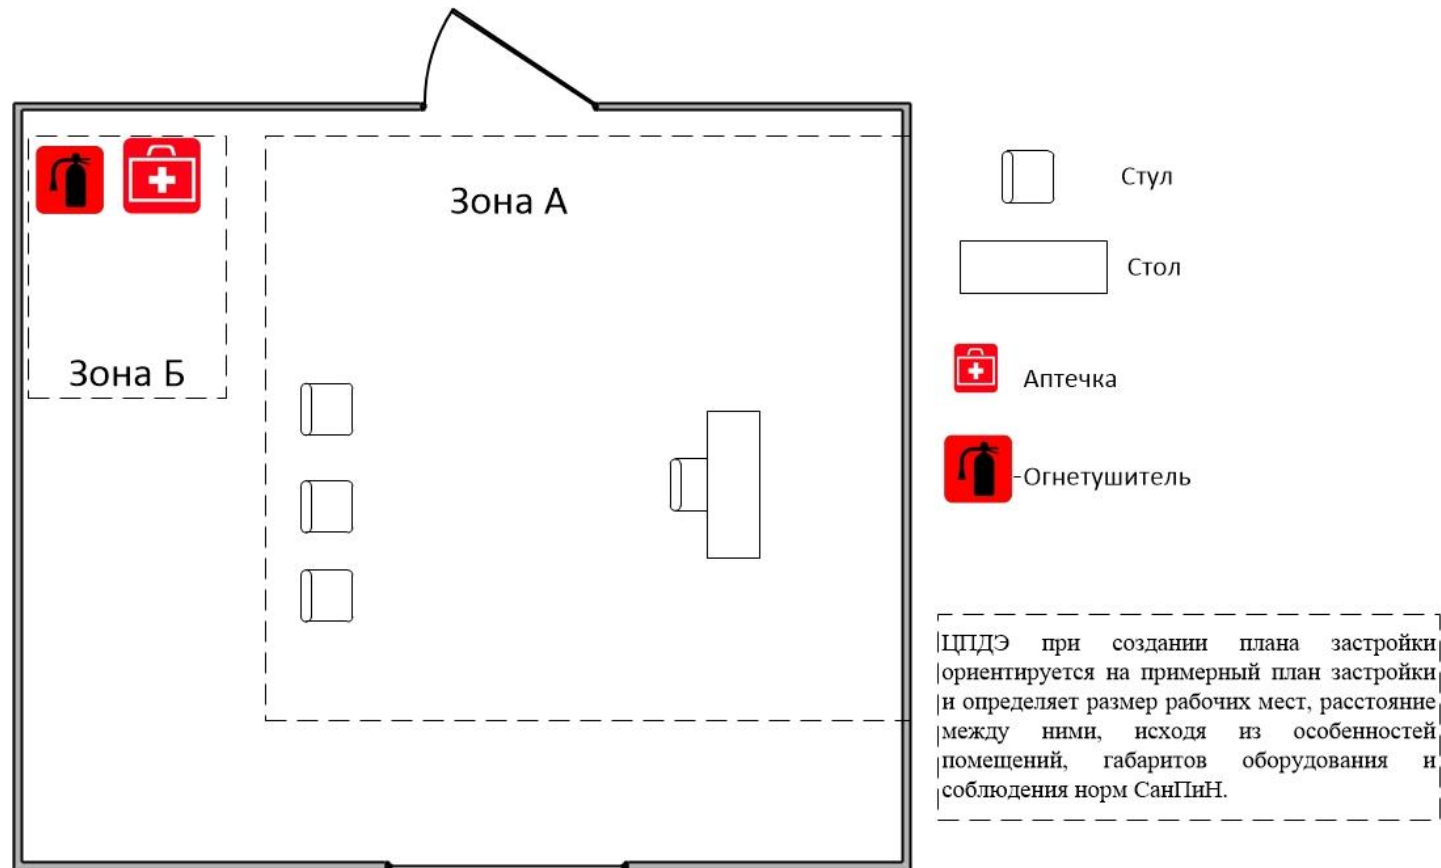 Зона А
Зона Б
Стул
Стол
Аптечка
-Огнетушитель
ЦПДЭ при создании плана застройки
ориентируется на примерный план застройки
и определяет размер рабочих мест, расстояние
между ними, исходя из особенностей
помещений, габаритов оборудования и
соблюдения норм СанПиН.